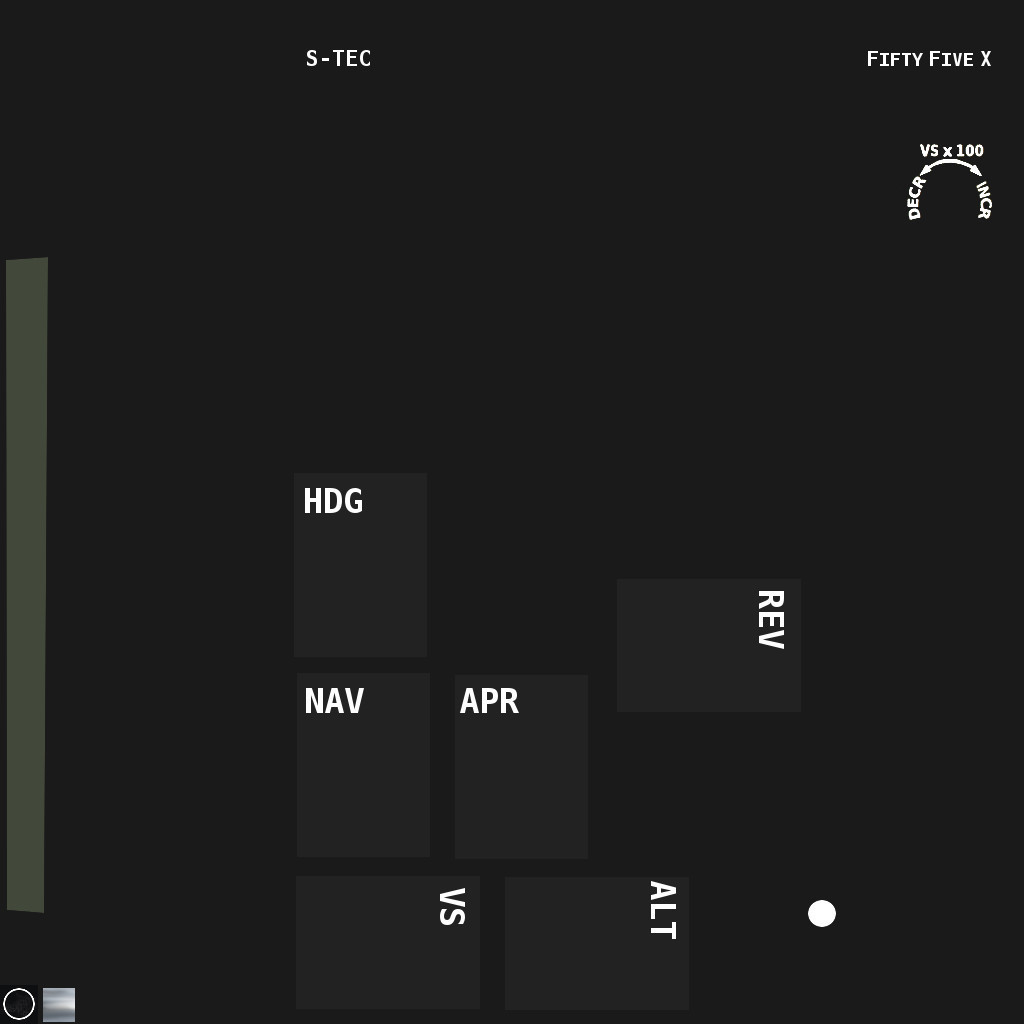 S-TEC
FIFTY FIVE X
VS x 100
DECR INCR
HDG
REV
NAV
APR
VS
ALT